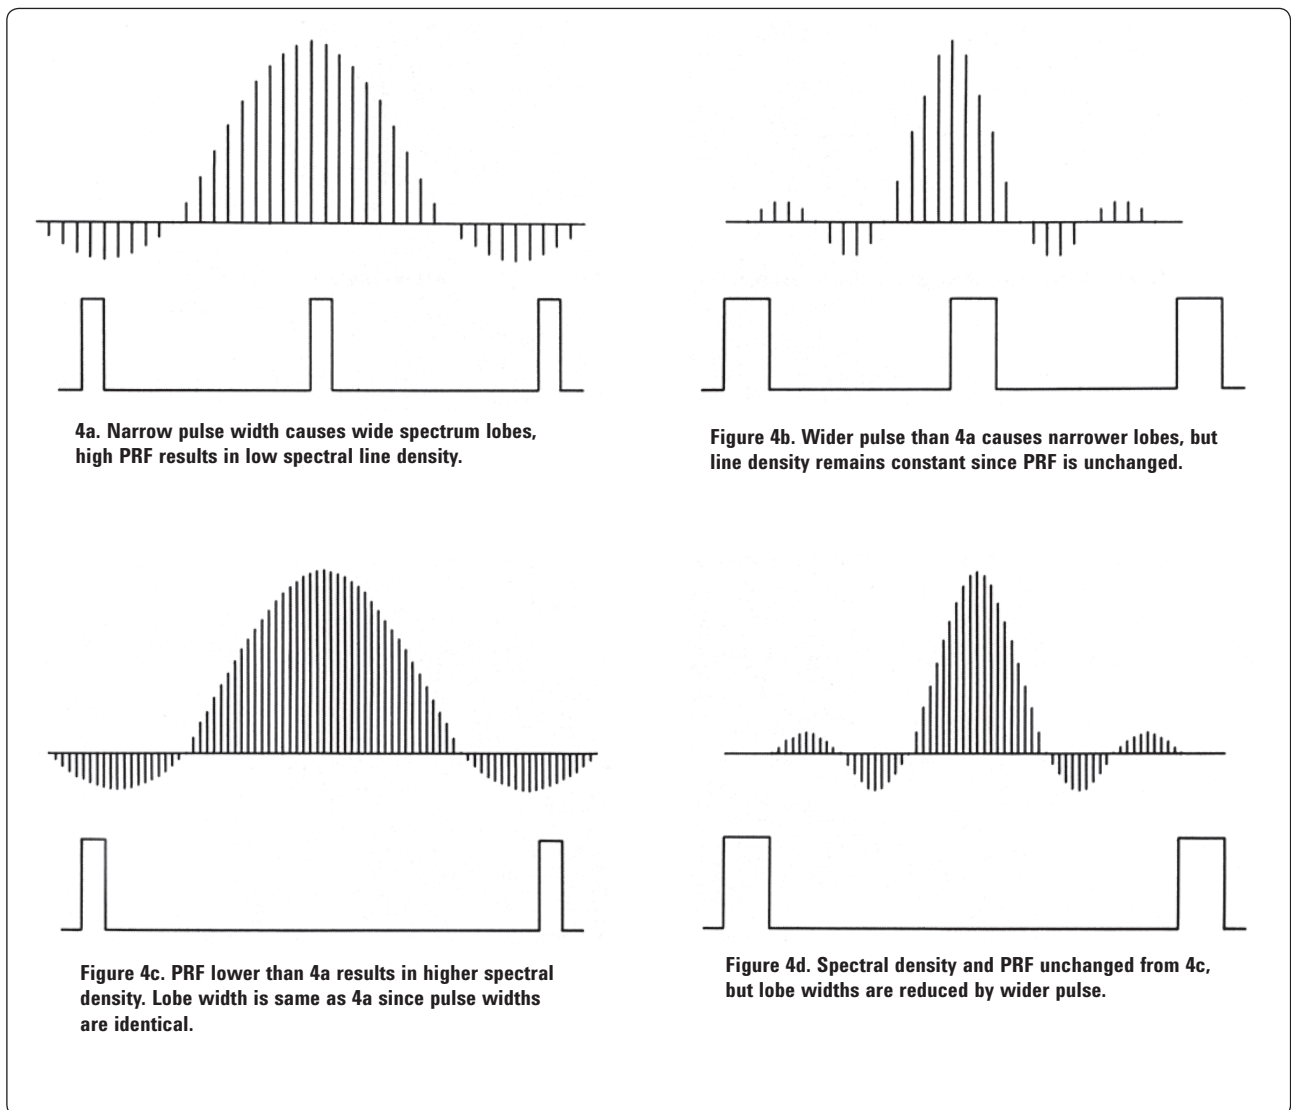 4a. Narrow pulse width causes wide spectrum lobes,
high PRF results in low spectral line density.
Figure 4b. Wider pulse than 4a causes narrower lobes, but
line density remains constant since PRF is unchanged.
Figure 4c. PRF lower than 4a results in higher spectral
density. Lobe width is same as 4a since pulse widths
are identical.
Figure 4d. Spectral density and PRF unchanged from 4c,
but lobe widths are reduced by wider pulse.